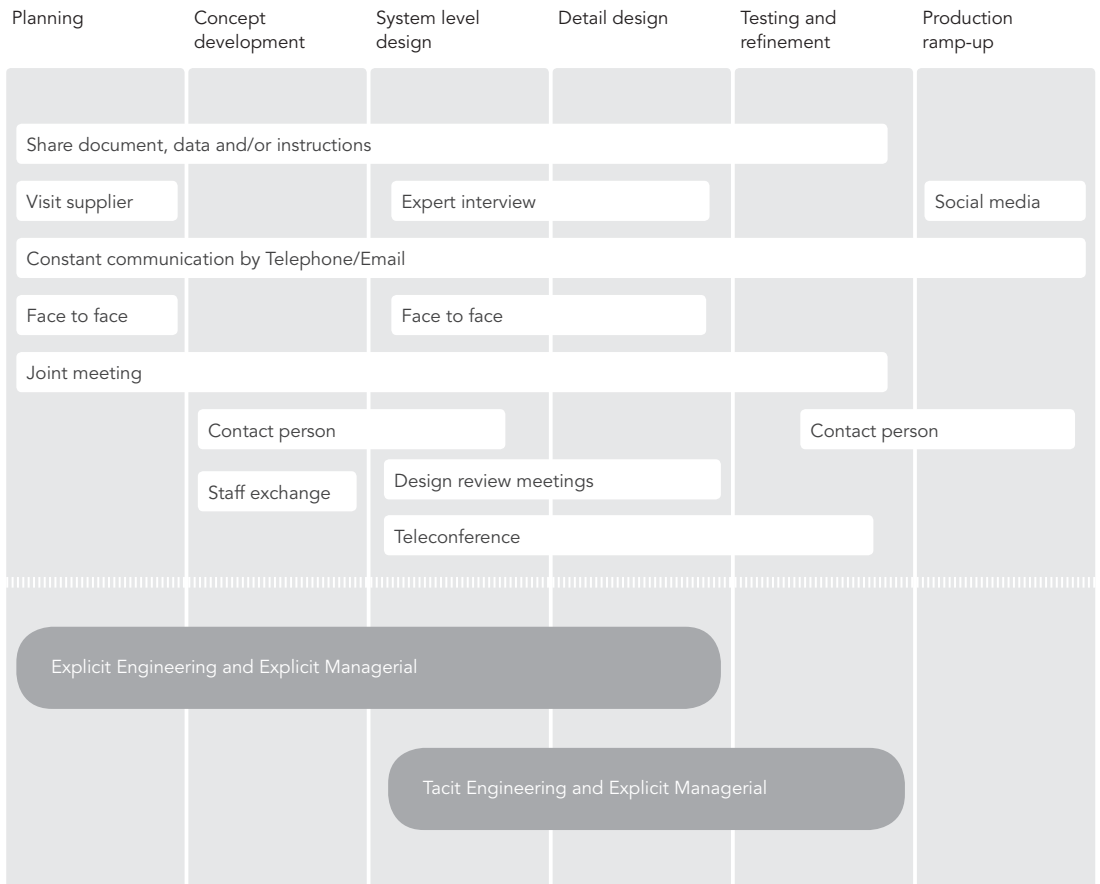 Planning
Concept
development
System level
design
Detail design
Testing and
refinement
Production
ramp-up
Share document, data and/or instructions
Visit supplier
Expert interview
Social media
Constant communication by Telephone/Email
Face to face
Face to face
Joint meeting
Contact person
Contact person
Staff exchange
Design review meetings
Teleconference
Explicit Engineering and Explicit Managerial
Tacit Engineering and Explicit Managerial